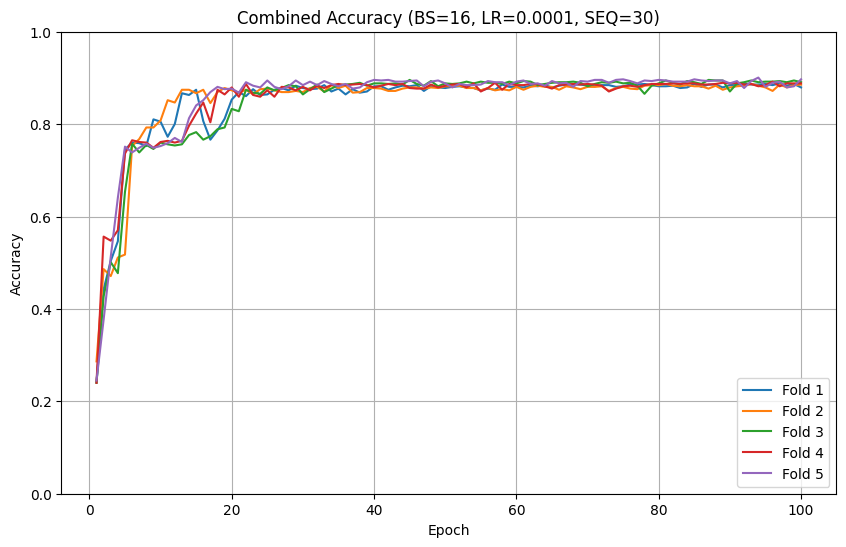 Combined Accuracy (BS=16, LR=0.0001, SEQ=30)
1.0
0.8
0.6
0.4
0.2
0.0
Accuracy
0 20 40 60 80 100
Epoch
Fold 1
Fold 2
Fold 3
Fold 4
Fold 5